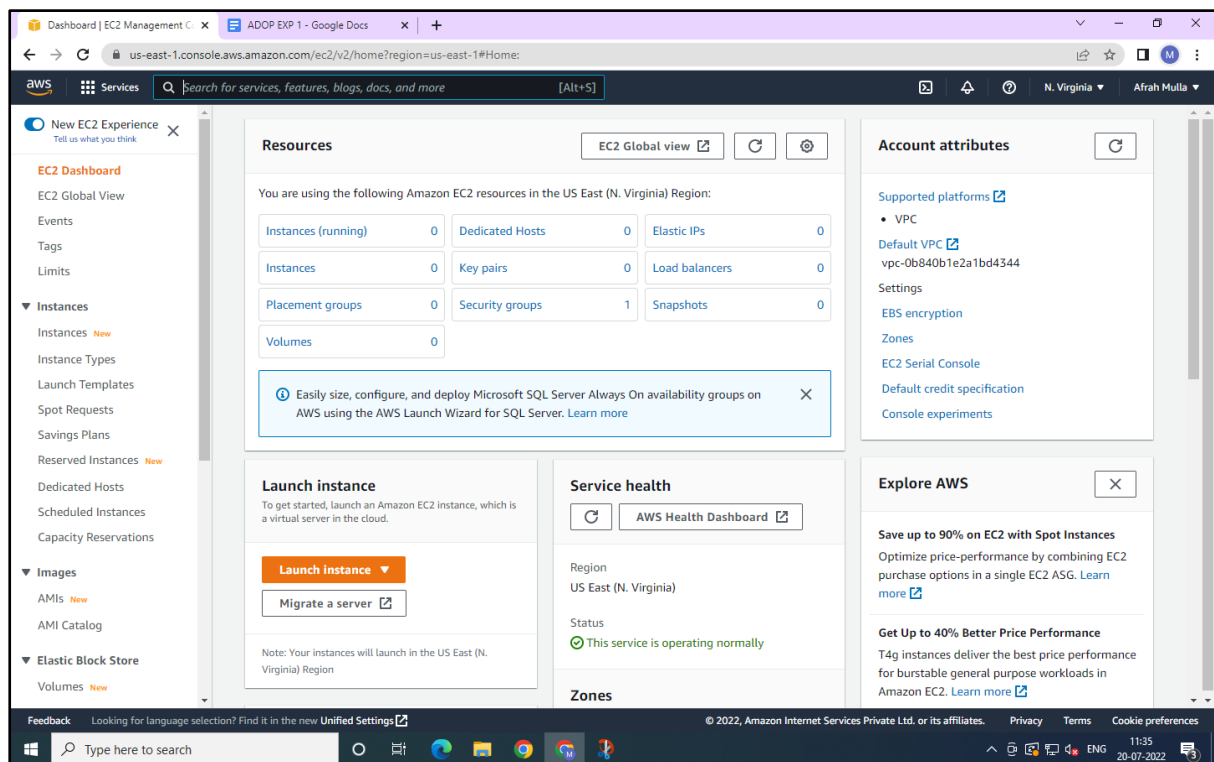 Dashboard | EC2 Management C
ADOP EXP 1 - Google Docs
us-east-1.console.aws.amazon.com/ec2/v2/home?region=us-east-1#Home:
M
aws
Services
Search for services, features, blogs, docs, and more
[Alt+S]
N. Virginia
Afrah Mulla
New EC2 Experience
Tell us what you think
EC2 Dashboard
EC2 Global View
Events
Tags
Limits
Instances
Instances New
Instance Types
Launch Templates
Spot Requests
Savings Plans
Reserved Instances New
Dedicated Hosts
Scheduled Instances
Capacity Reservations
Images
AMIs New
AMI Catalog
Elastic Block Store
Volumes New
Resources
EC2 Global view
You are using the following Amazon EC2 resources in the US East (N. Virginia) Region:
Instances (running) 0
Dedicated Hosts 0
Elastic IPs 0
Instances 0
Key pairs 0
Load balancers 0
Placement groups 0
Security groups 1
Snapshots 0
Volumes 0
Easily size, configure, and deploy Microsoft SQL Server Always On availability groups on
AWS using the AWS Launch Wizard for SQL Server. Learn more
Launch instance
To get started, launch an Amazon EC2 instance, which is
a virtual server in the cloud.
Launch instance
Migrate a server
Note: Your instances will launch in the US East (N.
Virginia) Region
Service health
AWS Health Dashboard
Region
US East (N. Virginia)
Status
This service is operating normally
Zones
Account attributes
Supported platforms
• VPC
Default VPC
vpc-0b840b1e2a1bd4344
Settings
EBS encryption
Zones
EC2 Serial Console
Default credit specification
Console experiments
Explore AWS
Save up to 90% on EC2 with Spot Instances
Optimize price-performance by combining EC2
purchase options in a single EC2 ASG. Learn
more
Get Up to 40% Better Price Performance
T4g instances deliver the best price performance
for burstable general purpose workloads in
Amazon EC2. Learn more
Feedback
Looking for language selection? Find it in the new Unified Settings
© 2022, Amazon Internet Services Private Ltd. or its affiliates.
Privacy
Terms
Cookie preferences
Type here to search
ENG
11:35
20-07-2022
3